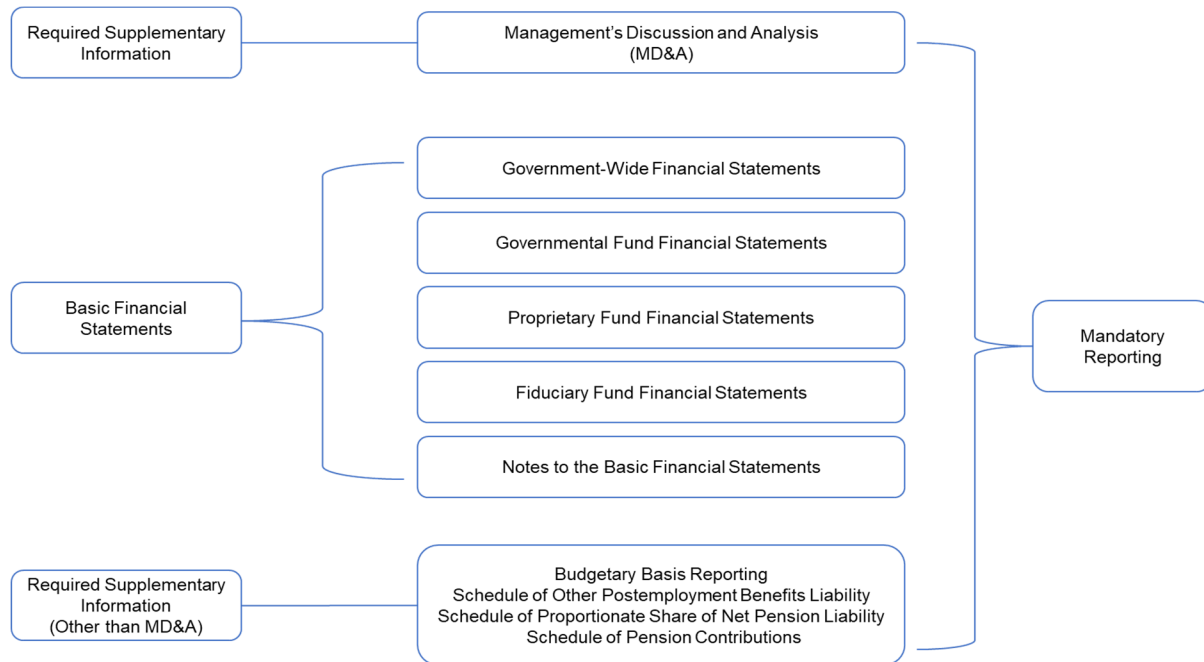 Required Supplementary
Information
Management’s Discussion and Analysis
(MD&A)
Government-Wide Financial Statements
Governmental Fund Financial Statements
Basic Financial
Statements
Proprietary Fund Financial Statements
Mandatory
Reporting
Fiduciary Fund Financial Statements
Notes to the Basic Financial Statements
Required Supplementary
Information
(Other than MD&A)
Budgetary Basis Reporting
Schedule of Other Postemployment Benefits Liability
Schedule of Proportionate Share of Net Pension Liability
Schedule of Pension Contributions